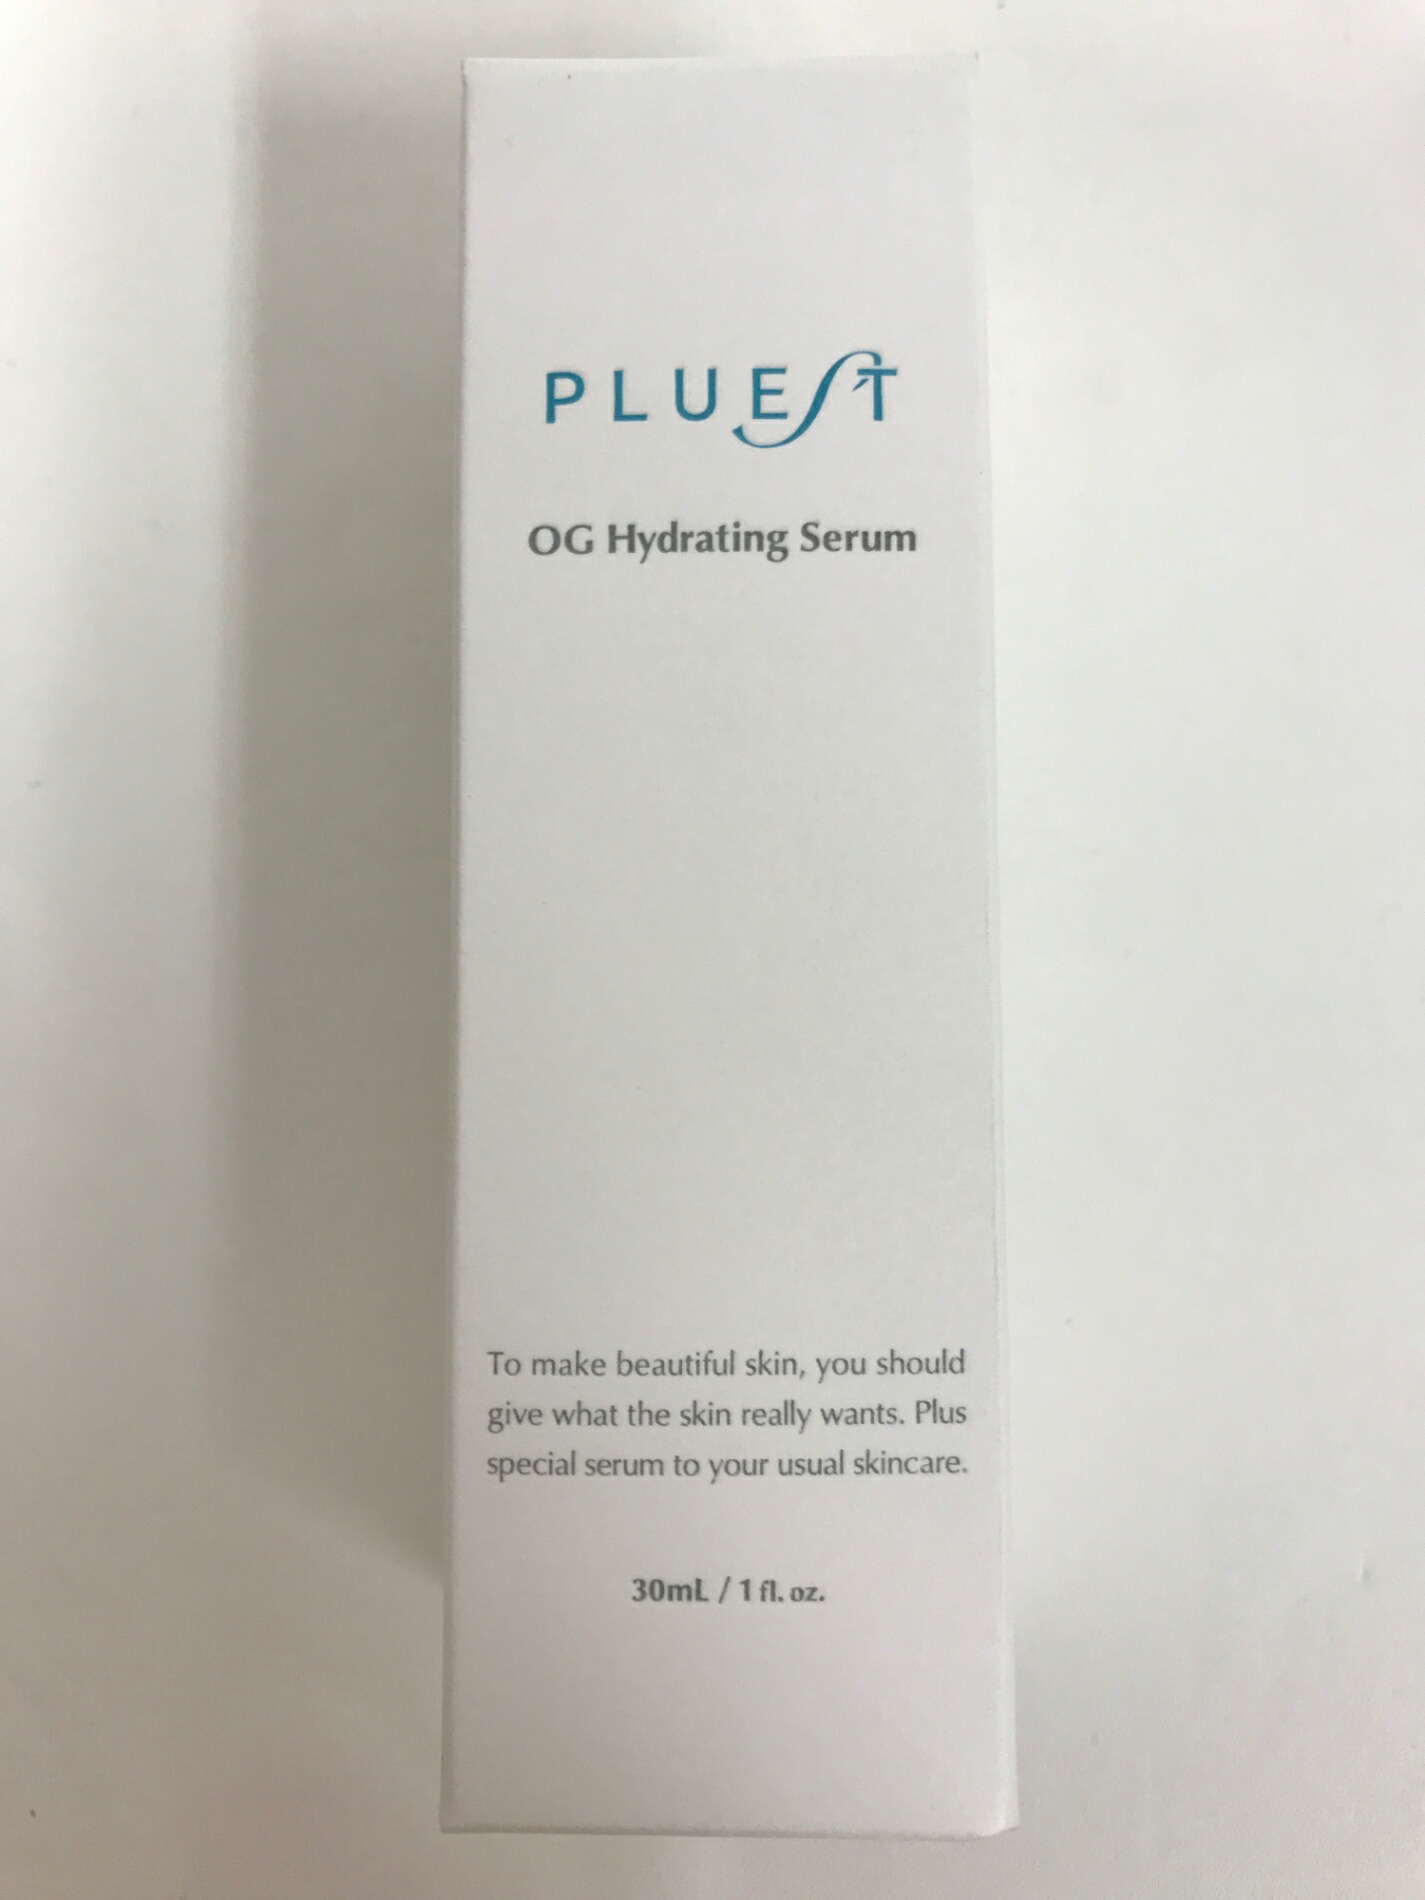 PLUEST
OG Hydrating Serum
To make beautiful skin, you should
give what the skin really wants. Plus
special serum to your usual skincare.
30mL / 1 fl. oz.